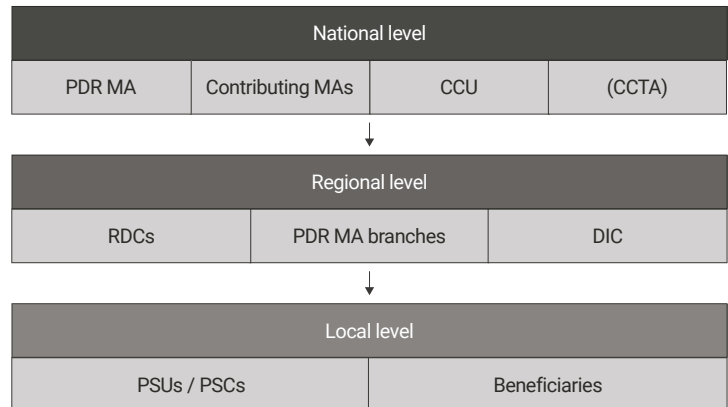 National level
PDR MA Contributing MAs CCU (CCTA)
Regional level
RDCs PDR MA branches DIC
Local level
PSUs / PSCs Beneficiaries